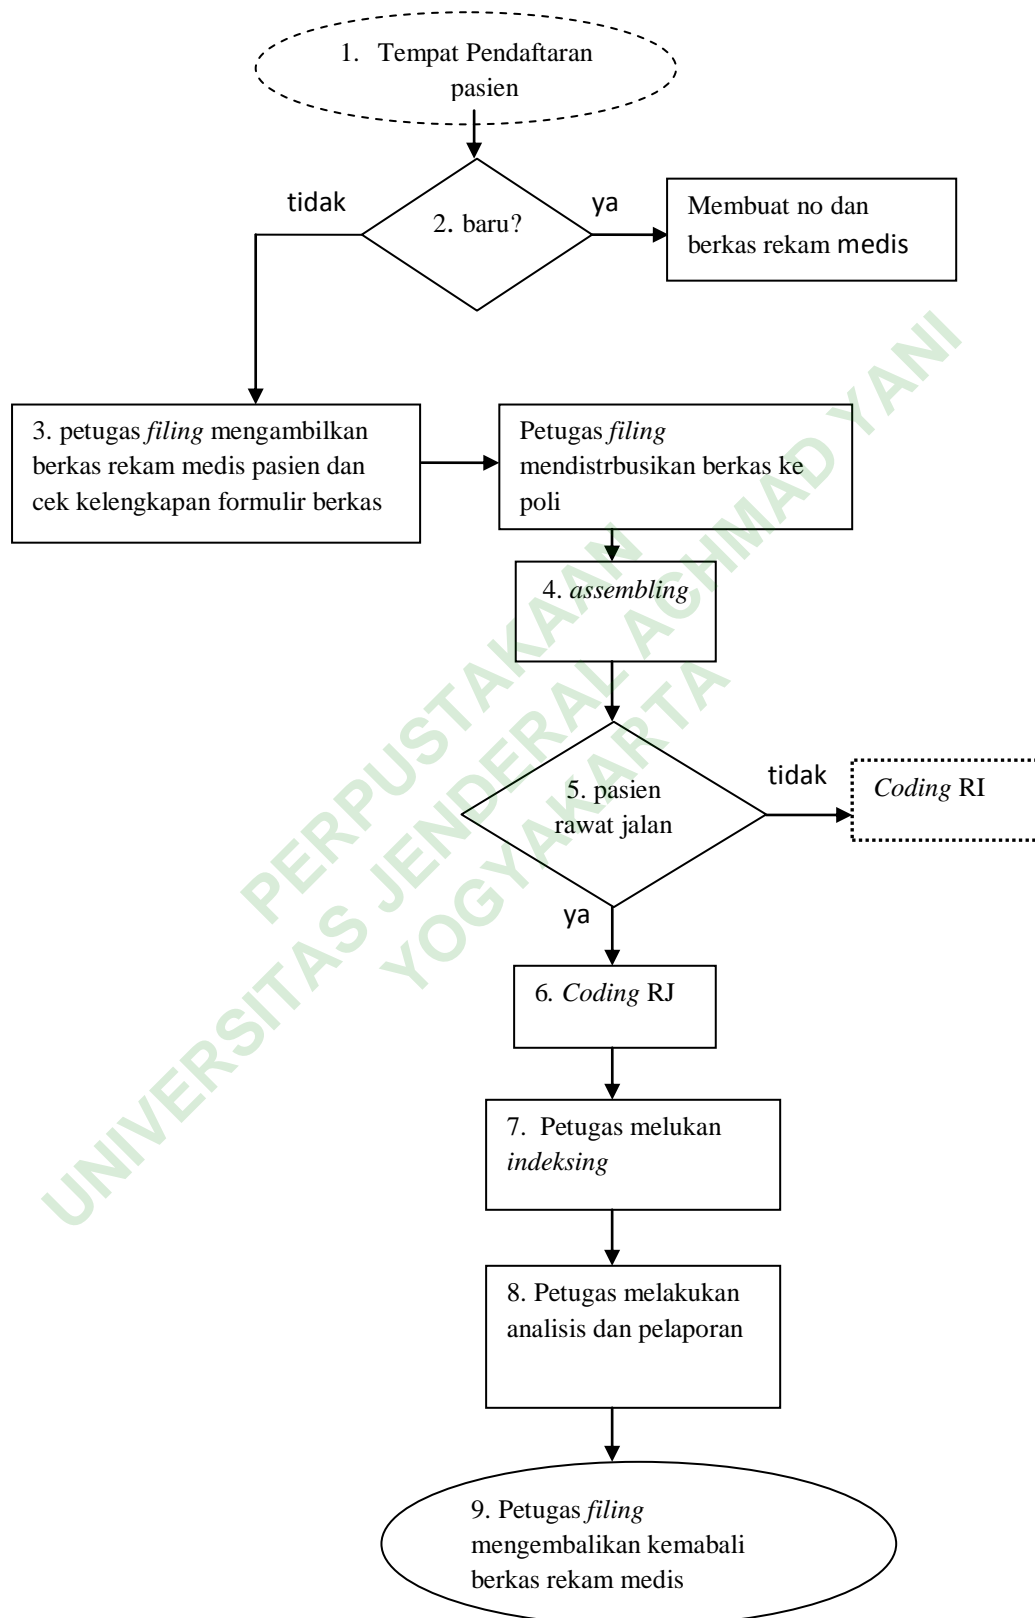 1. Tempat Pendaftaran
pasien
tidak
2. baru?
ya
Membuat no dan
berkas rekam medis
3. petugas filing mengambilkan
berkas rekam medis pasien dan
cek kelengkapan formulir berkas
Petugas filing
mendistrbusikan berkas ke
poli
4. assembling
5. pasien
rawat jalan
tidak
Coding RI
ya
6. Coding RJ
7. Petugas melukan
indeksing
8. Petugas melakukan
analisis dan pelaporan
9. Petugas filing
mengembalikan kemabali
berkas rekam medis
PERPUSTAKAAN
UNIVERSITAS JENDERAL ACHMAD YANI
YOGYAKARTA